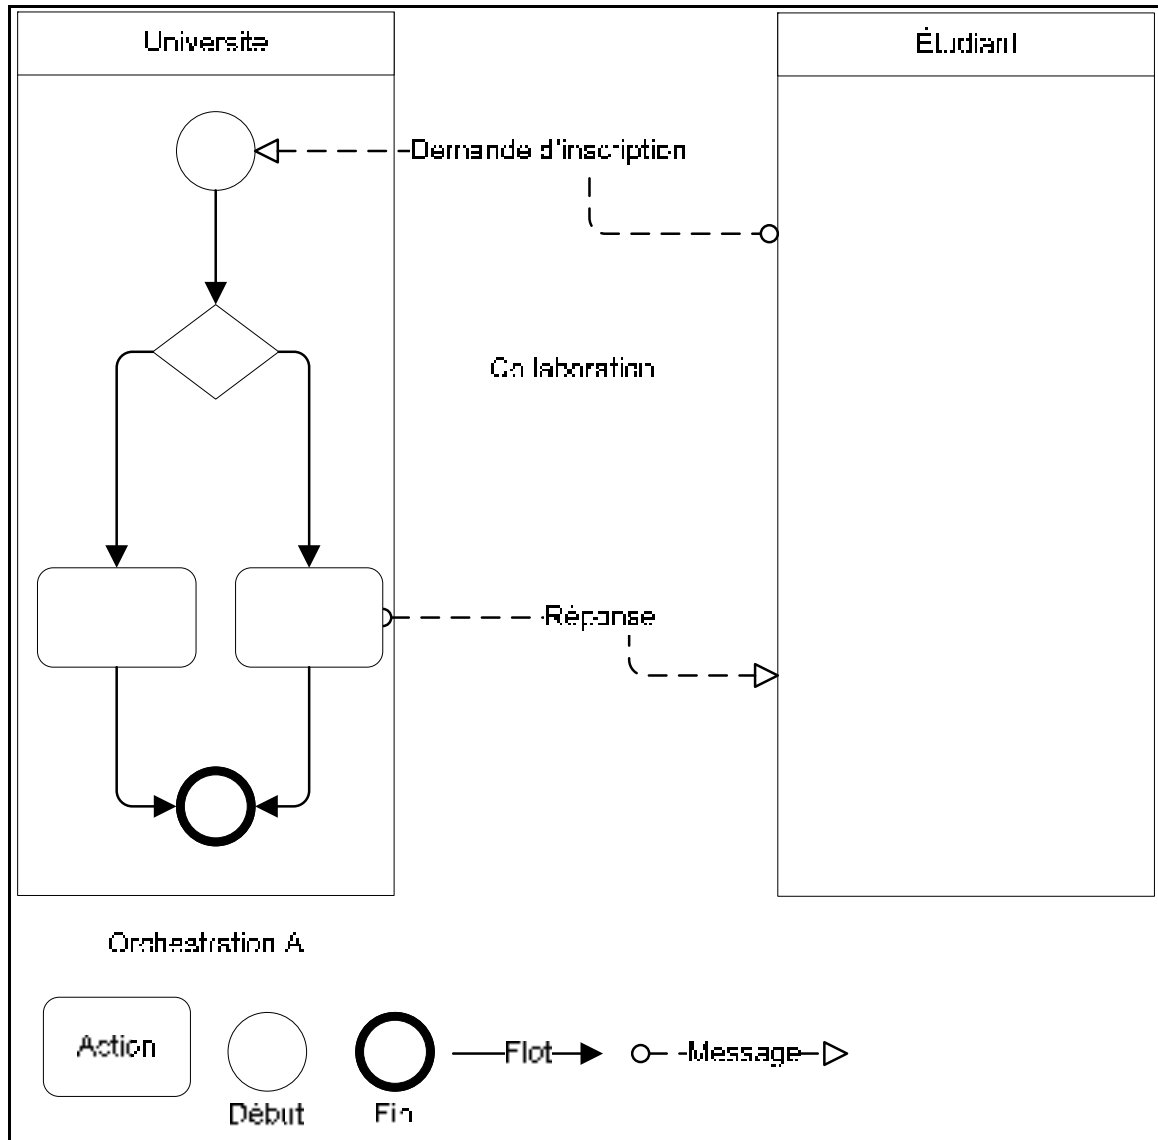 Universite
Étudiant
Demande d'inscription
Collaboration
Réponse
Orchestration A
Action
Flot
Message
Début
Fin